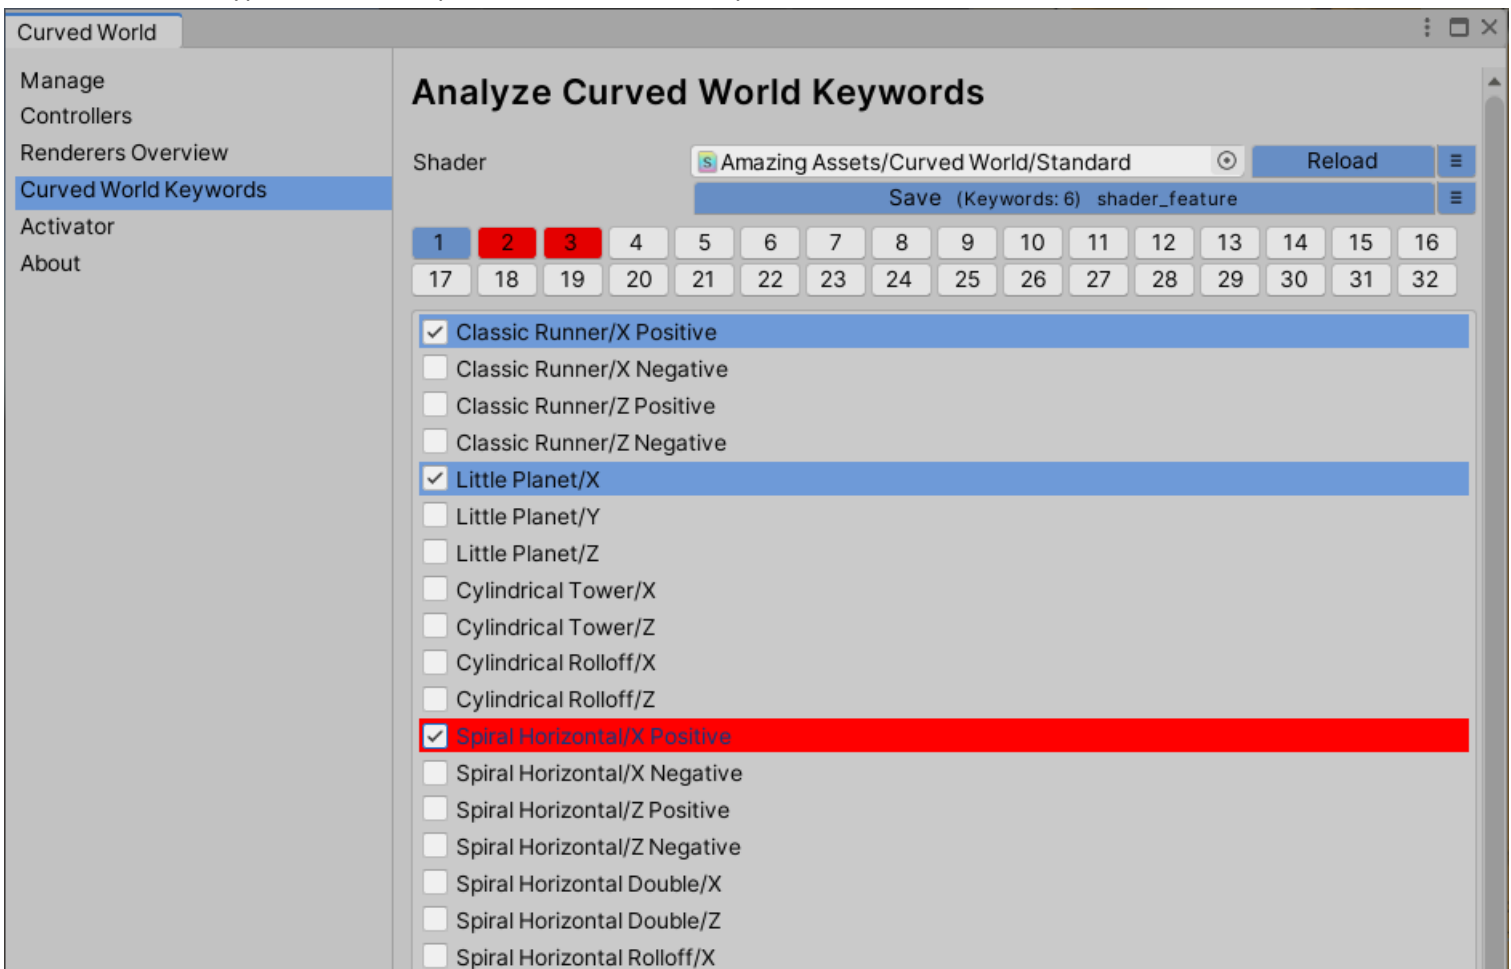 Curved World
Manage
Controllers
Renderers Overview
Curved World Keywords
Activator
About
Analyze Curved World Keywords
Shader
S Amazing Assets/Curved World/Standard
Reload
Save (Keywords: 6) shader_feature
1 2 3 4 5 6 7 8 9 10 11 12 13 14 15 16
17 18 19 20 21 22 23 24 25 26 27 28 29 30 31 32
Classic Runner/X Positive
Classic Runner/X Negative
Classic Runner/Z Positive
Classic Runner/Z Negative
Little Planet/X
Little Planet/Y
Little Planet/Z
Cylindrical Tower/X
Cylindrical Tower/Z
Cylindrical Rolloff/X
Cylindrical Rolloff/Z
Spiral Horizontal/X Positive
Spiral Horizontal/X Negative
Spiral Horizontal/Z Positive
Spiral Horizontal/Z Negative
Spiral Horizontal Double/X
Spiral Horizontal Double/Z
Spiral Horizontal Rolloff/X